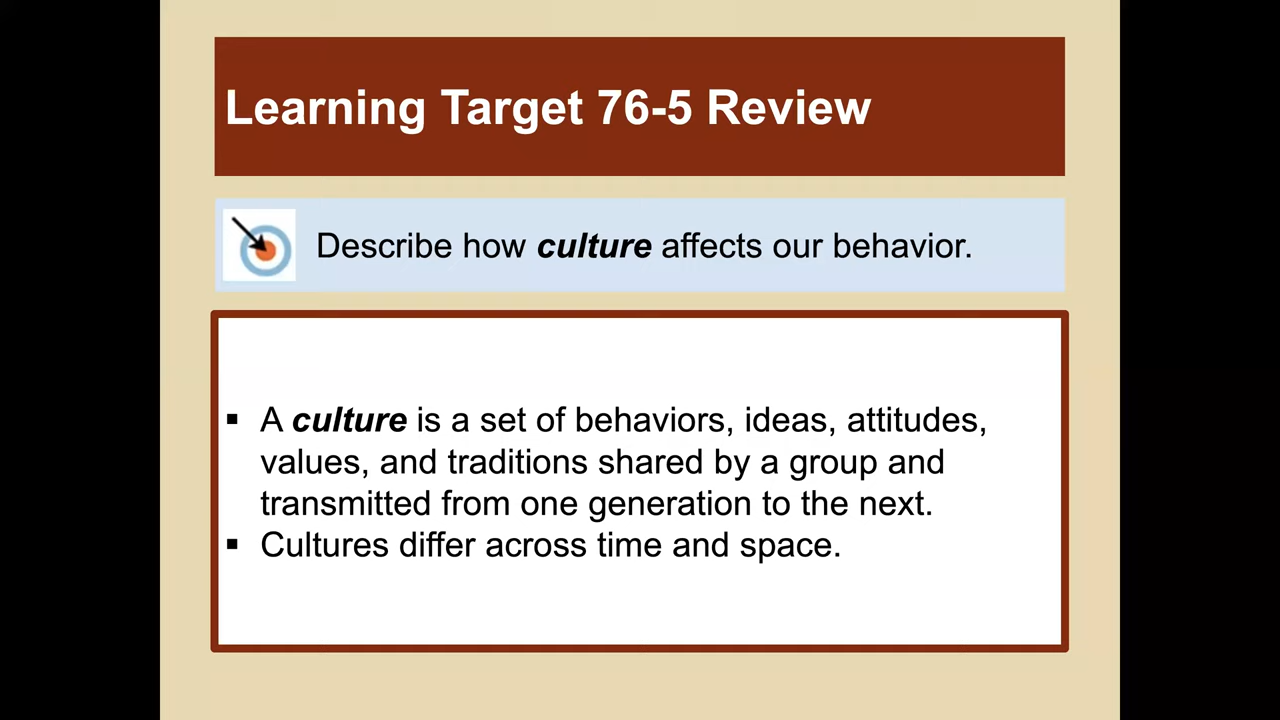 Learning Target 76-5 Review
Describe how culture affects our behavior.
▪ A culture is a set of behaviors, ideas, attitudes,
values, and traditions shared by a group and
transmitted from one generation to the next.
▪ Cultures differ across time and space.